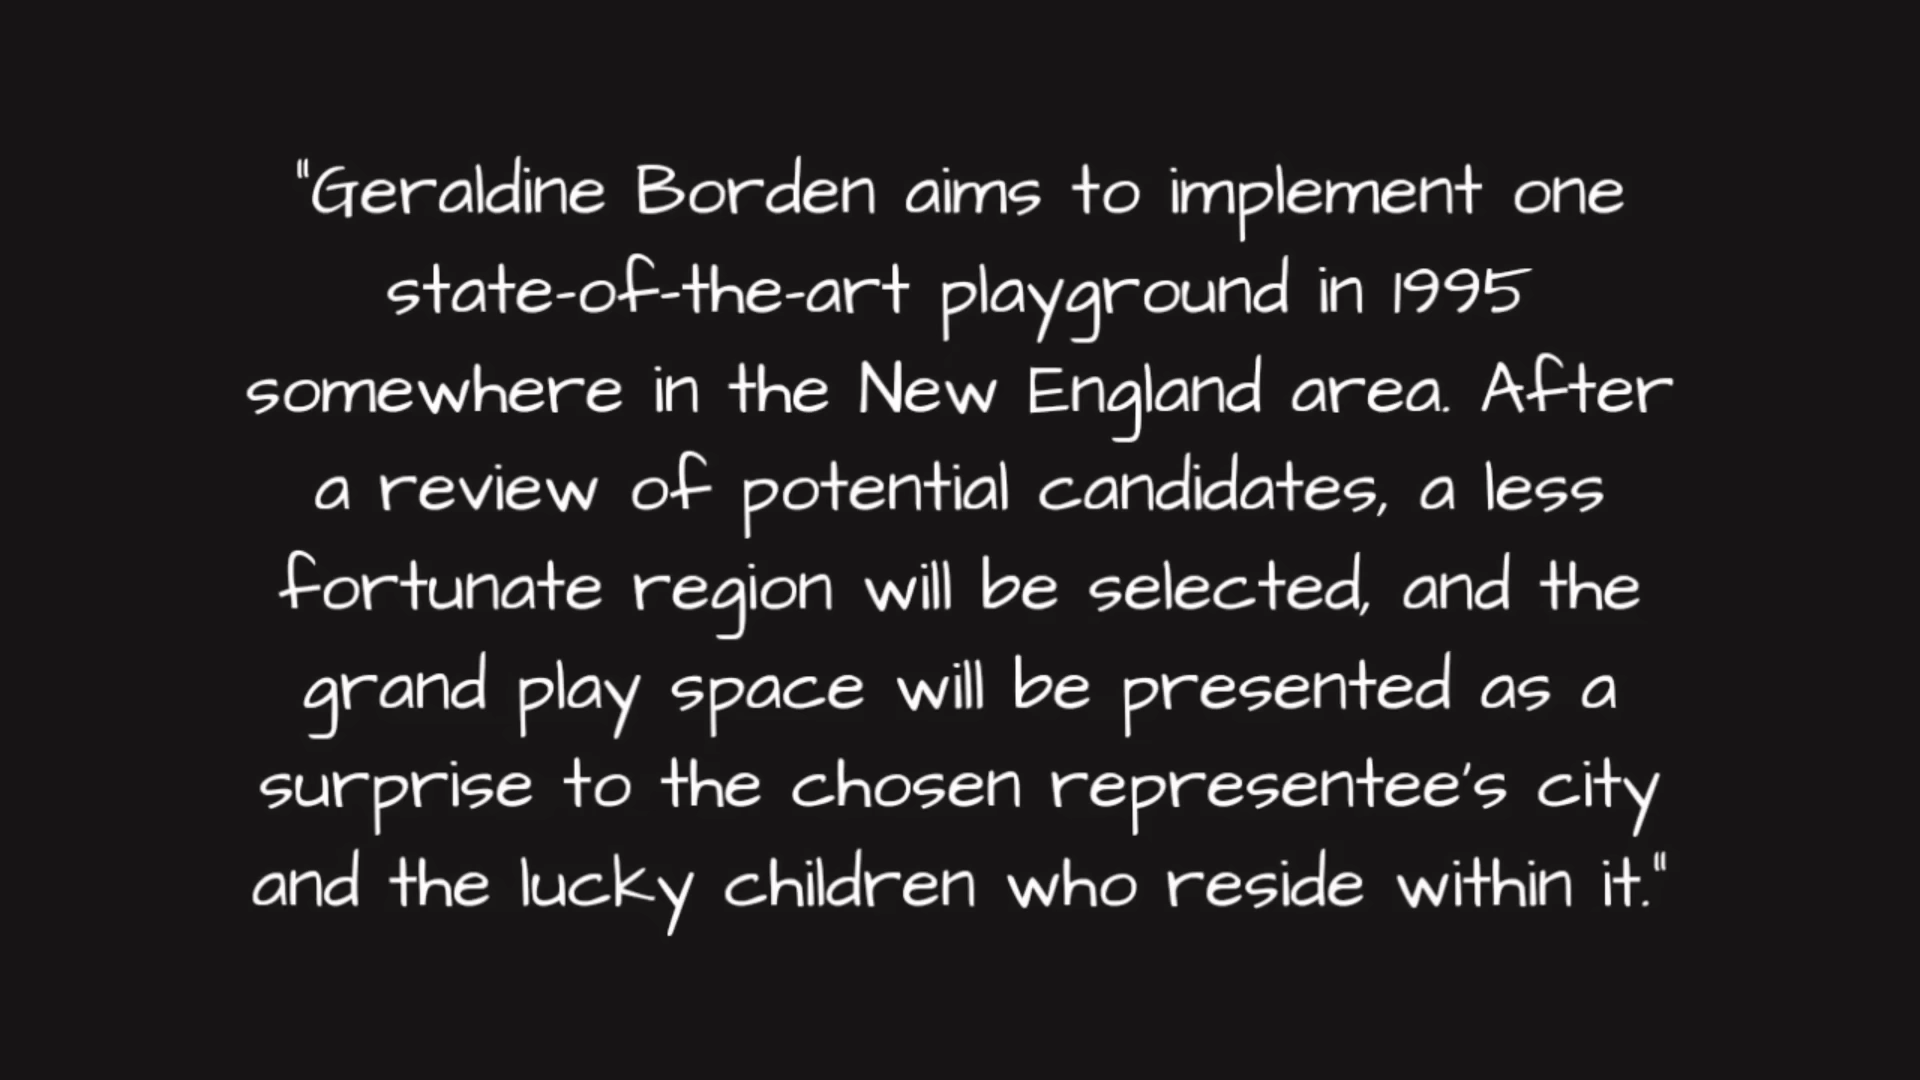 "Geraldine Borden aims to implement one
state-of-the-art playground in 1995
somewhere in the New England area. After
a review of potential candidates, a less
fortunate region will be selected, and the
grand play space will be presented as a
surprise to the chosen representee's city
and the lucky children who reside within it."